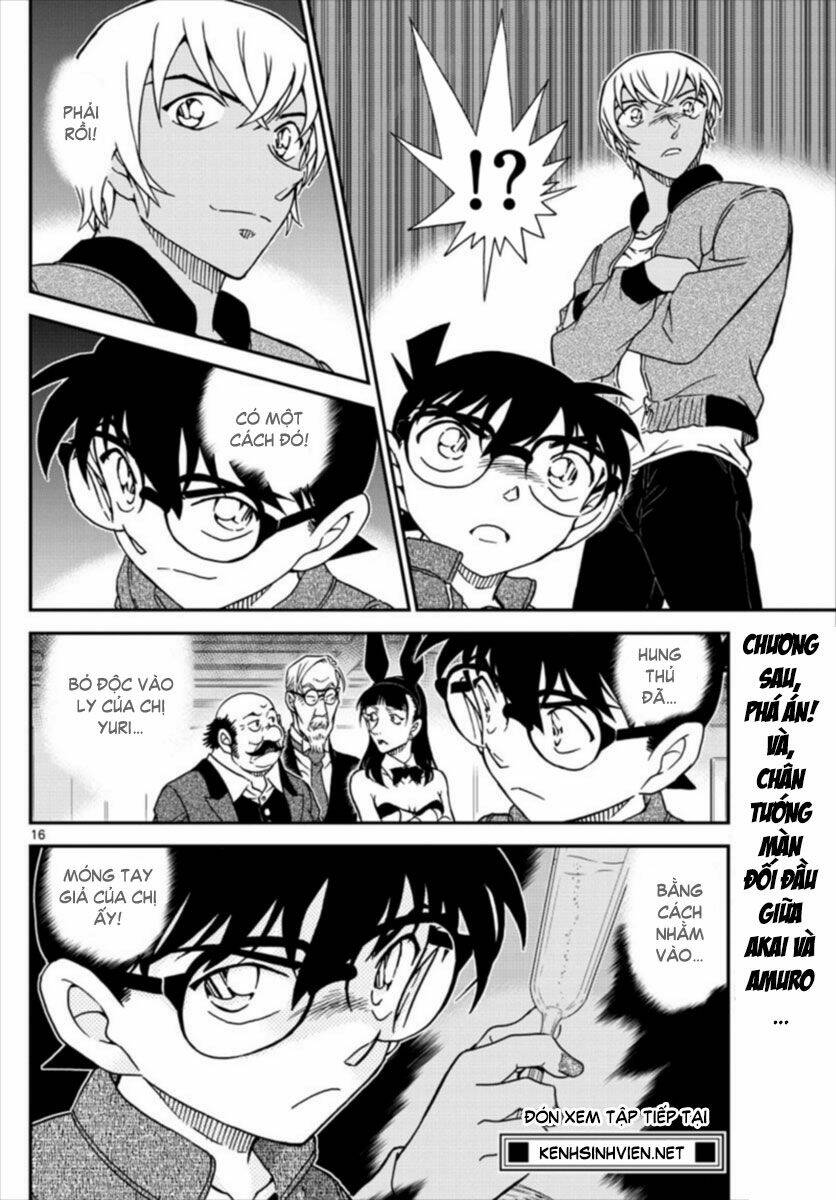 !?
PHẢI
RỒI!
CÓ MỘT
CÁCH ĐÓ!
HUNG
THỦ
ĐÃ...
BỎ ĐỘC VÀO
LY CỦA CHỊ
YURI...
BẰNG
CÁCH
NHẰM
VÀO...
MÓNG TAY
GIẢ CỦA CHỊ
ẤY!
CHƯƠNG
SAU,
PHÁ ÁN!
VÀ,
CHÂN
TƯỚNG
MÀN
ĐỐI ĐẦU
GIỮA
AKAI VÀ
AMURO
...
16
ĐÓN XEM TẬP TIẾP TẠI
KENHSINHVIEN.NET